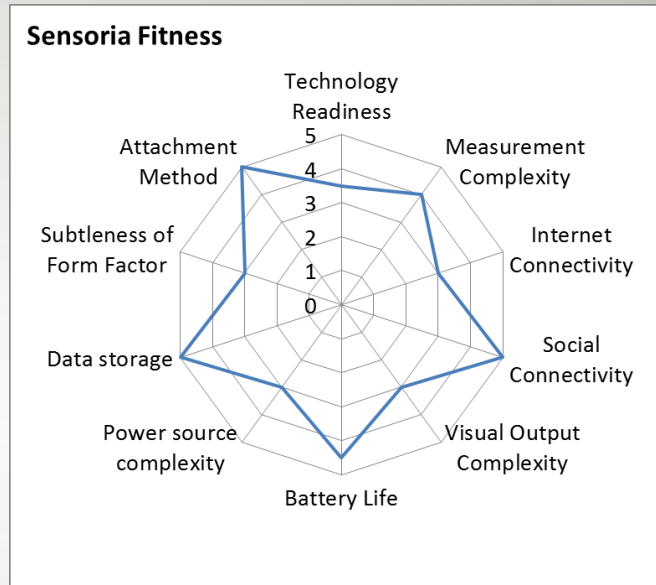 Sensoria Fitness
Technology
Readiness
Measurement
Complexity
Internet
Connectivity
Social
Connectivity
Visual Output
Complexity
Battery Life
Power source
complexity
Data storage
Subtleness of
Form Factor
Attachment
Method
5
4
3
2
1
0